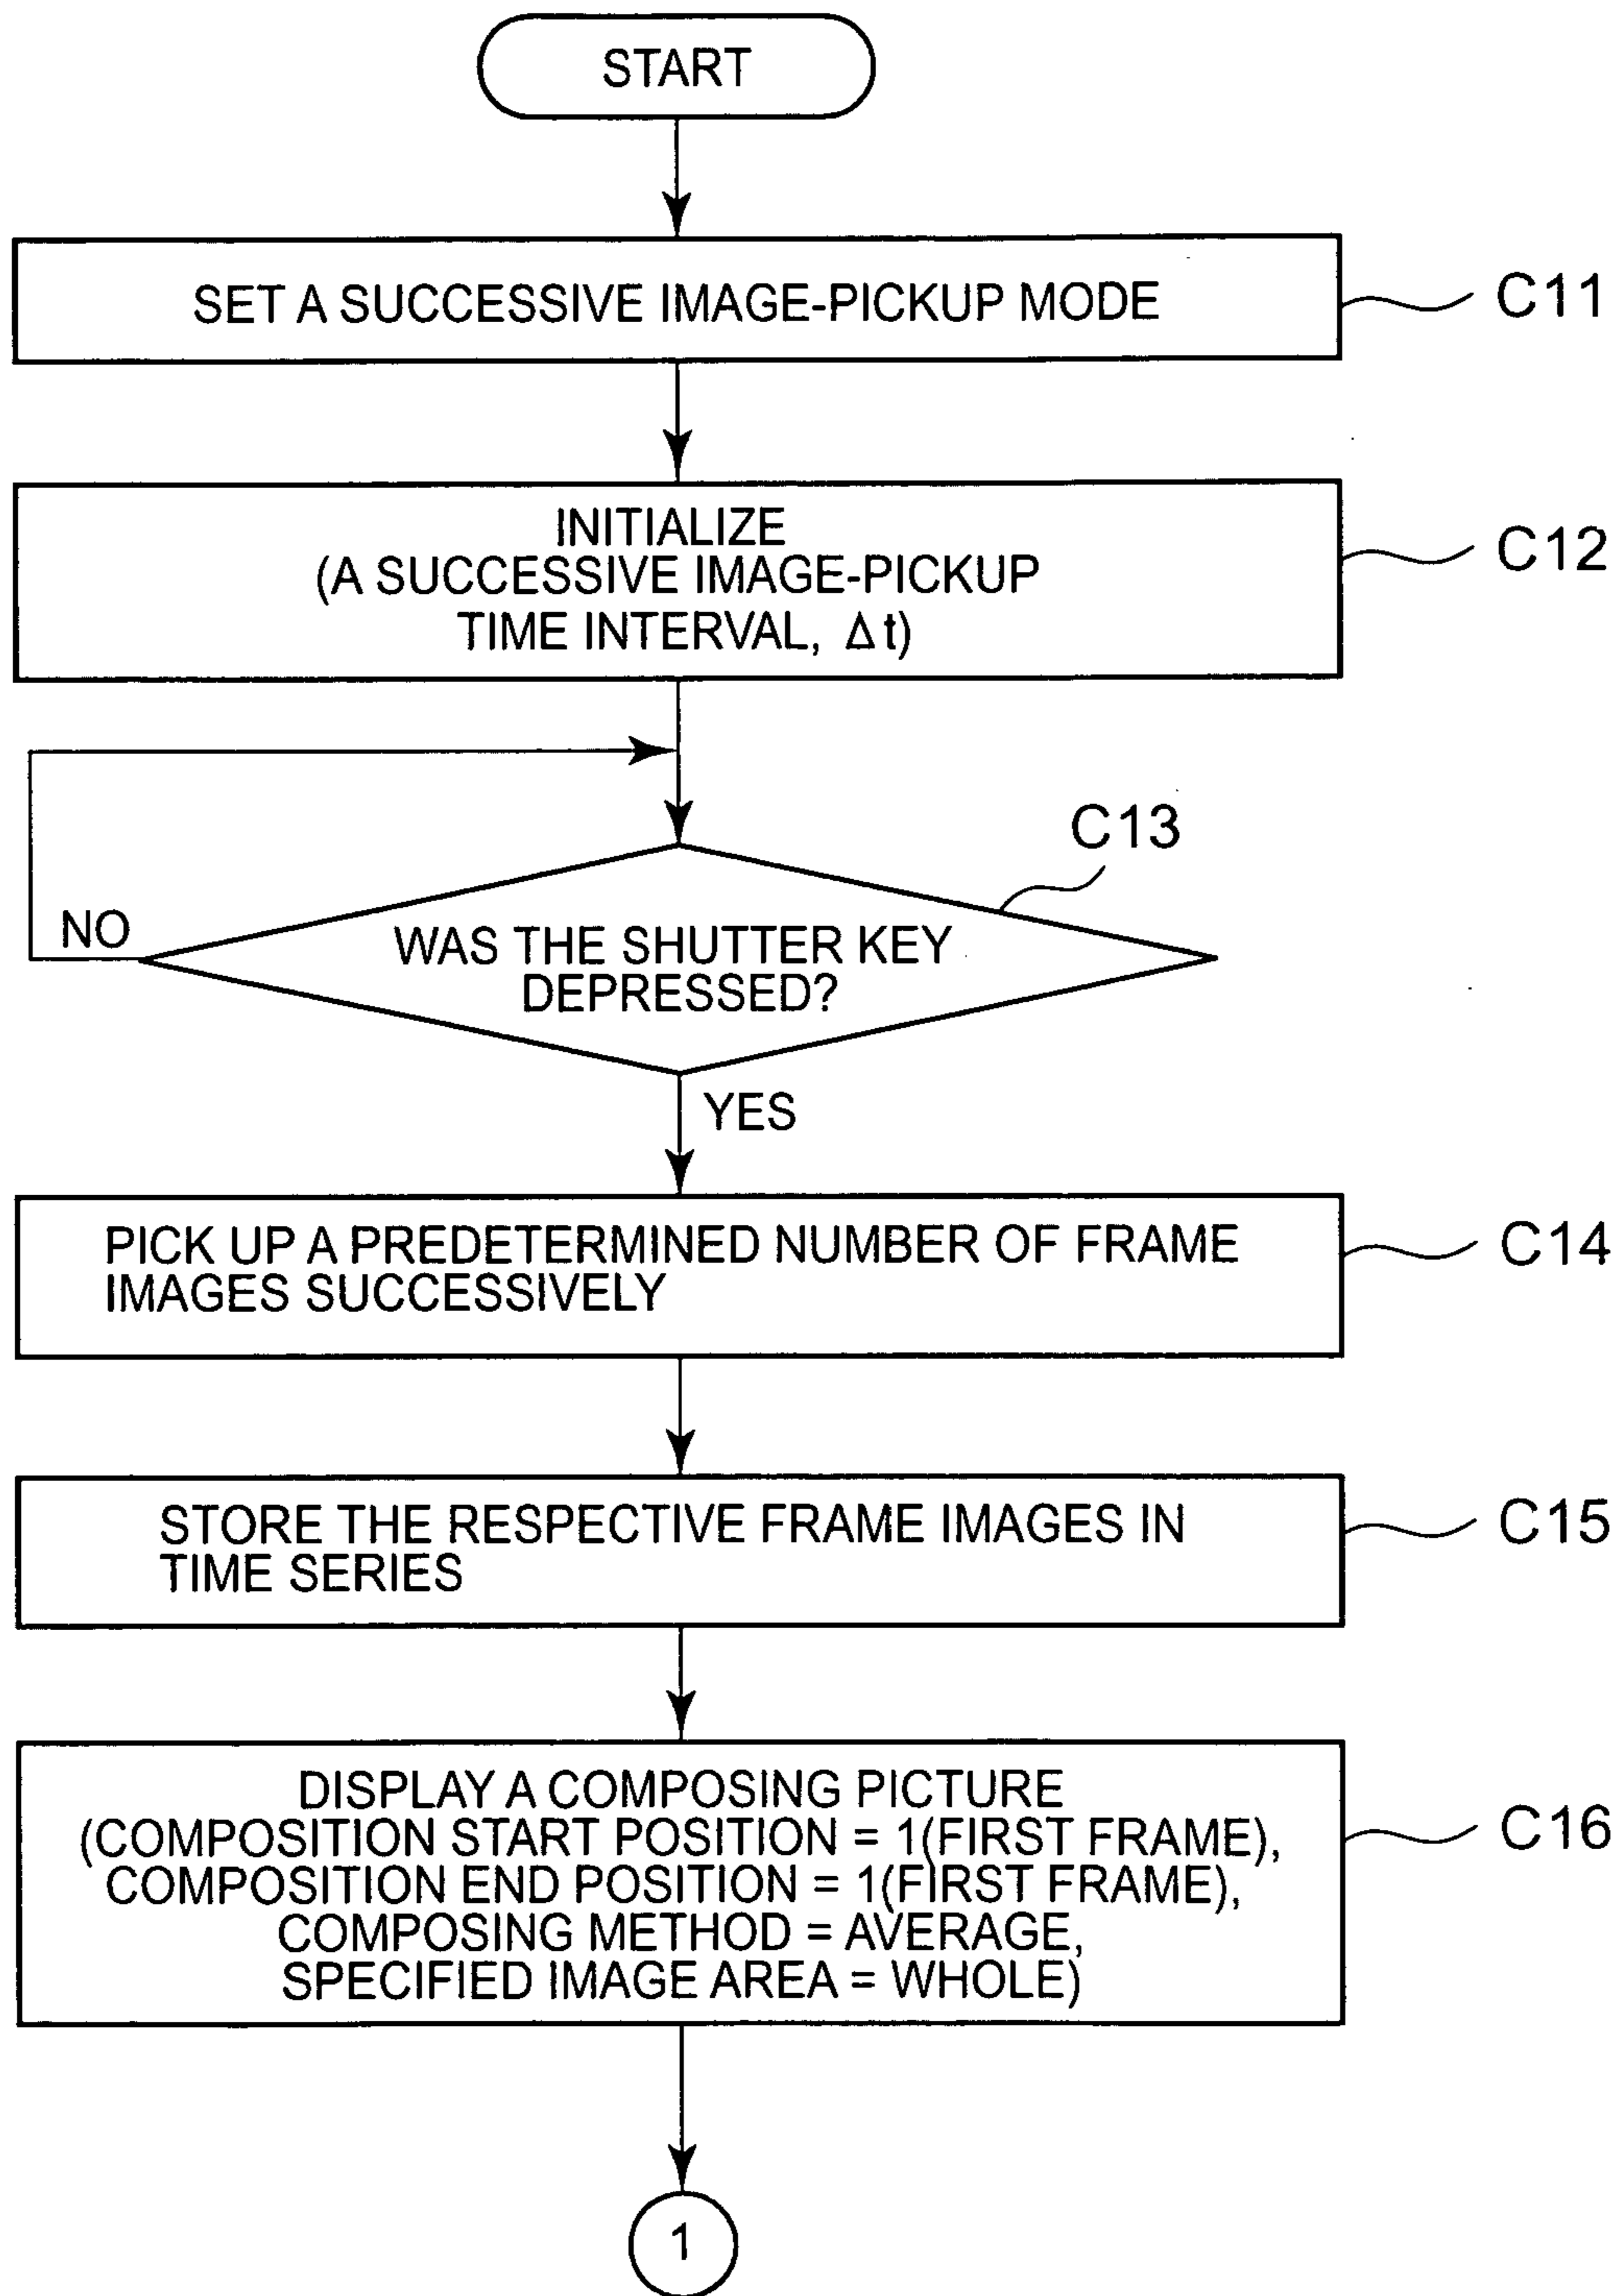 START
SET A SUCCESSIVE IMAGE-PICKUP MODE
C11
INITIALIZE
(A SUCCESSIVE IMAGE-PICKUP
TIME INTERVAL, Δt)
C12
C13
NO
WAS THE SHUTTER KEY
DEPRESSED?
YES
PICK UP A PREDETERMINED NUMBER OF FRAME
IMAGES SUCCESSIVELY
C14
STORE THE RESPECTIVE FRAME IMAGES IN
TIME SERIES
C15
DISPLAY A COMPOSING PICTURE
(COMPOSITION START POSITION = 1(FIRST FRAME),
COMPOSITION END POSITION = 1(FIRST FRAME),
COMPOSING METHOD = AVERAGE,
SPECIFIED IMAGE AREA = WHOLE)
C16
1